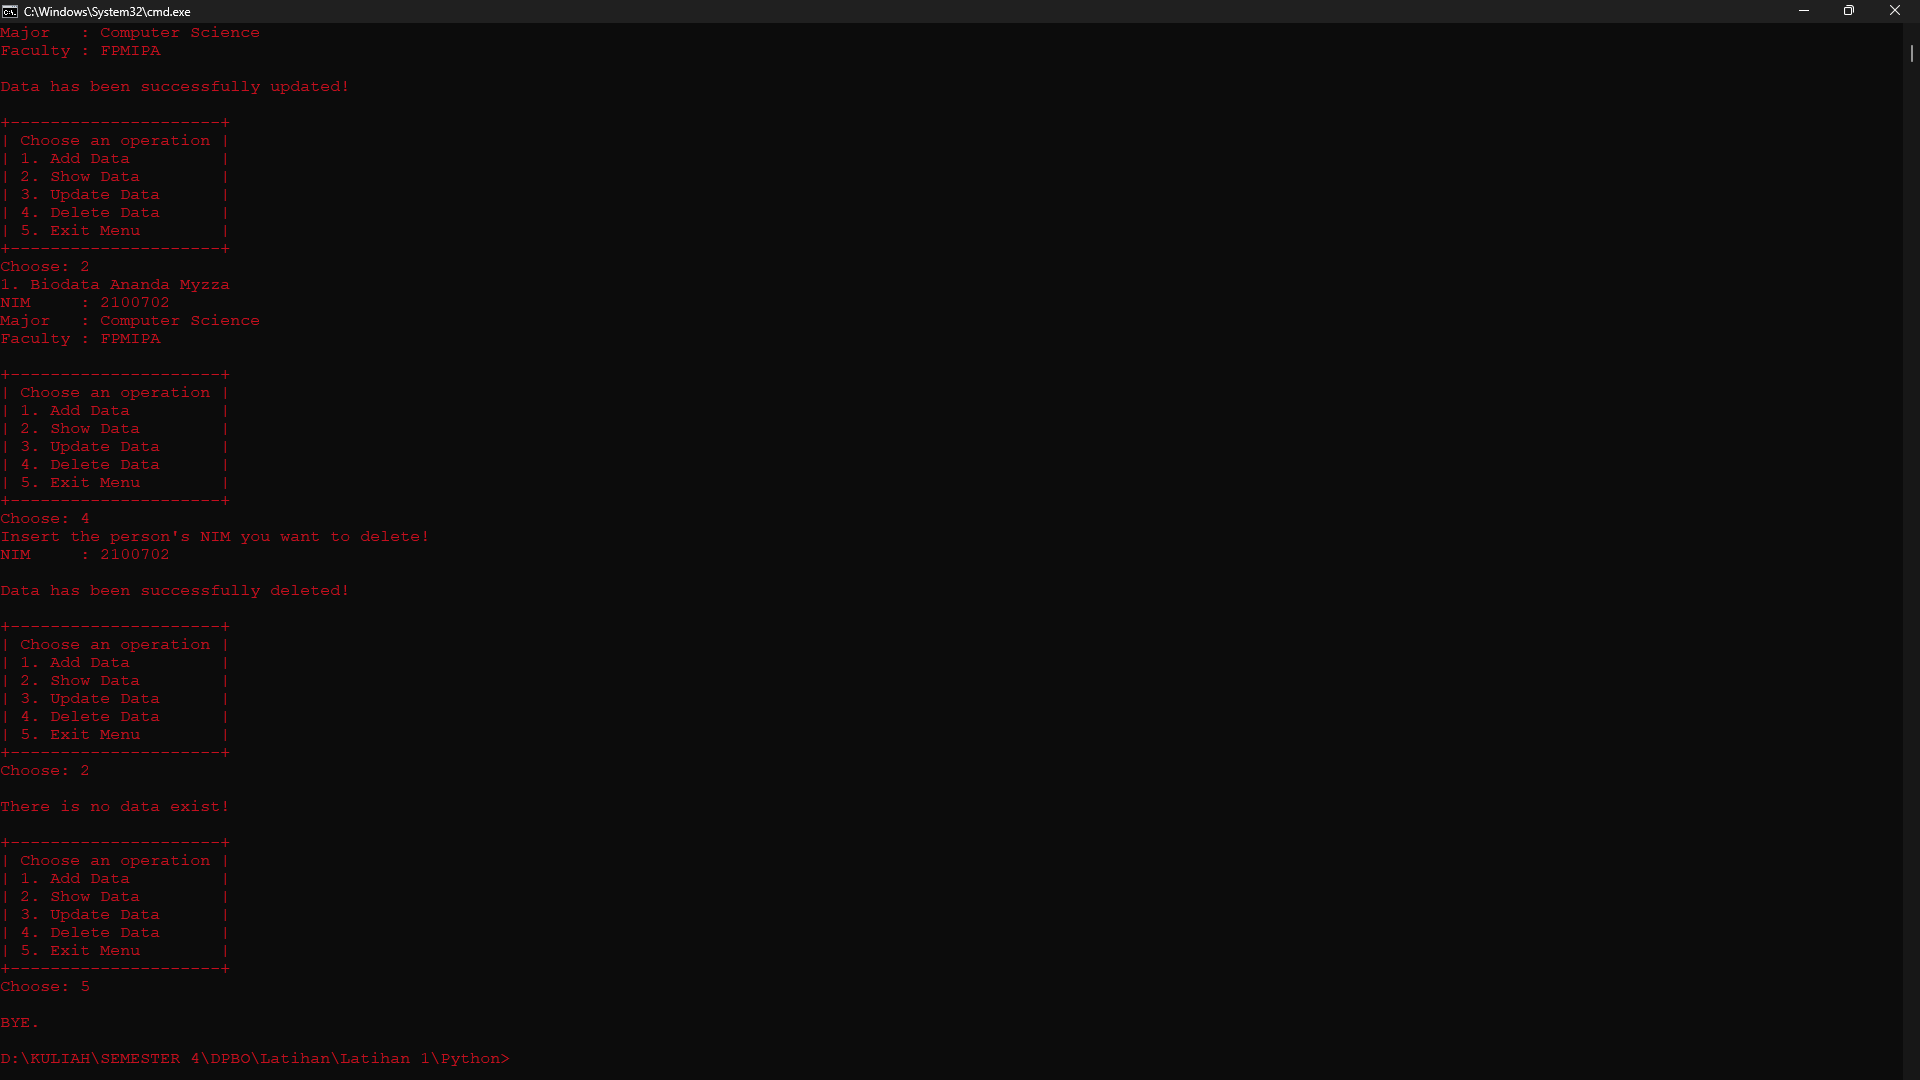 C:\Windows\System32\cmd.exe
Major   : Computer Science
Faculty : FPMIPA
Data has been successfully updated!
+---------------------+
| Choose an operation |
| 1. Add Data         |
| 2. Show Data        |
| 3. Update Data      |
| 4. Delete Data      |
| 5. Exit Menu        |
+---------------------+
Choose: 2
1. Biodata Ananda Myzza
NIM     : 2100702
Major   : Computer Science
Faculty : FPMIPA
+---------------------+
| Choose an operation |
| 1. Add Data         |
| 2. Show Data        |
| 3. Update Data      |
| 4. Delete Data      |
| 5. Exit Menu        |
+---------------------+
Choose: 4
Insert the person's NIM you want to delete!
NIM     : 2100702
Data has been successfully deleted!
+---------------------+
| Choose an operation |
| 1. Add Data         |
| 2. Show Data        |
| 3. Update Data      |
| 4. Delete Data      |
| 5. Exit Menu        |
+---------------------+
Choose: 2
There is no data exist!
+---------------------+
| Choose an operation |
| 1. Add Data         |
| 2. Show Data        |
| 3. Update Data      |
| 4. Delete Data      |
| 5. Exit Menu        |
+---------------------+
Choose: 5
BYE.
D:\KULIAH\SEMESTER 4\DPBO\Latihan\Latihan 1\Python>